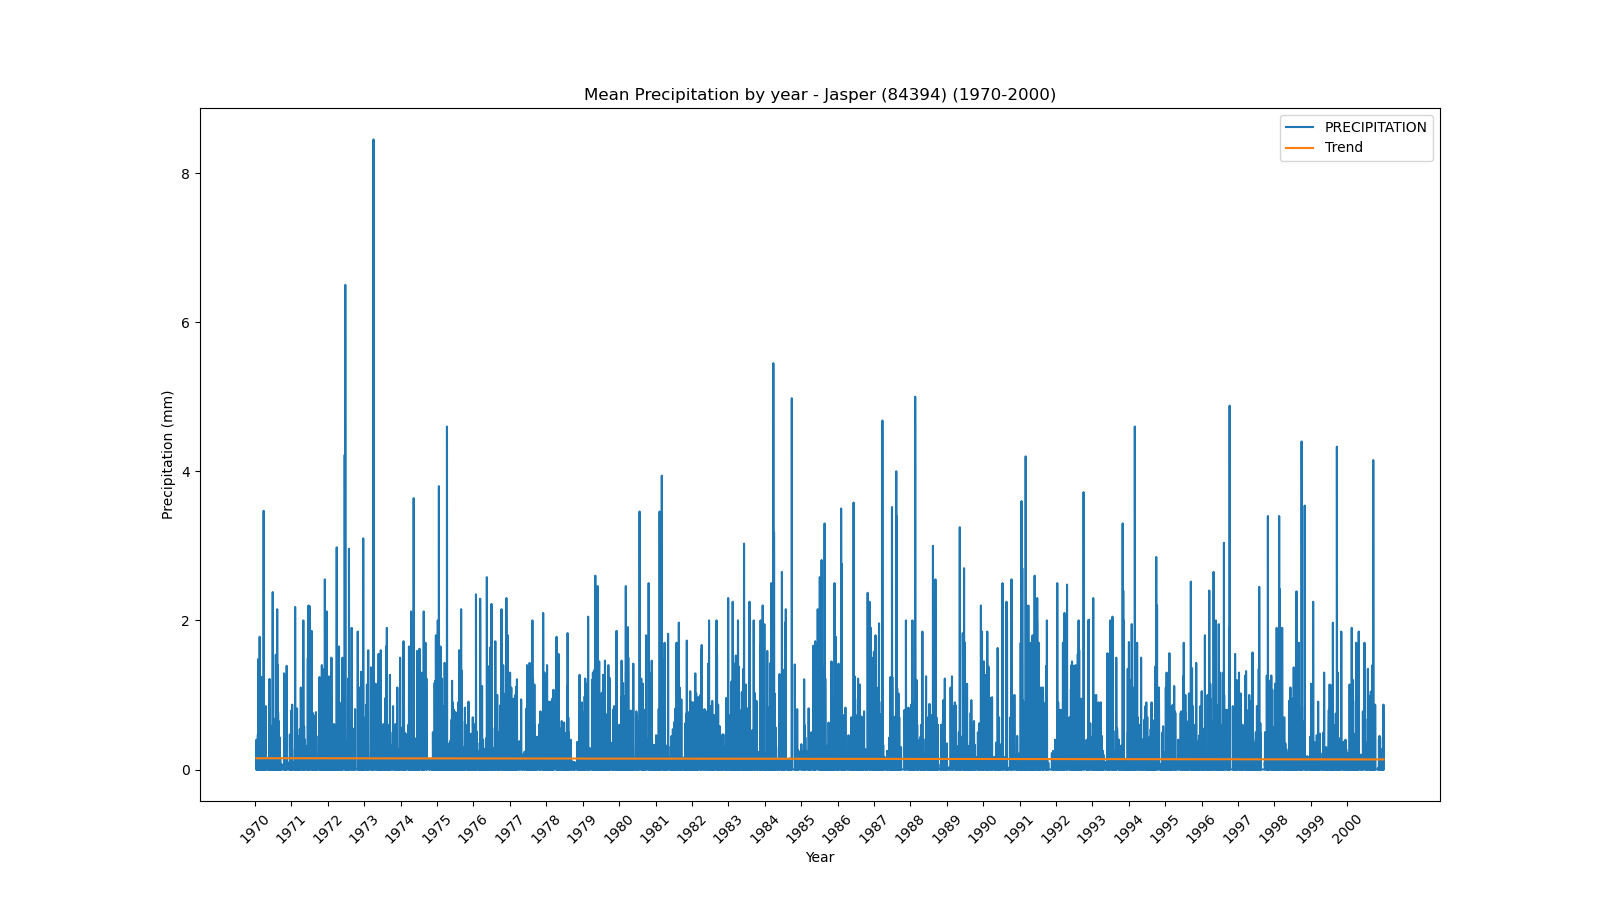 Mean Precipitation by year - Jasper (84394) (1970-2000)
PRECIPITATION
Trend
Precipitation (mm)
8
6
4
2
0
1970 1971 1972 1973 1974 1975 1976 1977 1978 1979 1980 1981 1982 1983 1984 1985 1986 1987 1988 1989 1990 1991 1992 1993 1994 1995 1996 1997 1998 1999 2000
Year